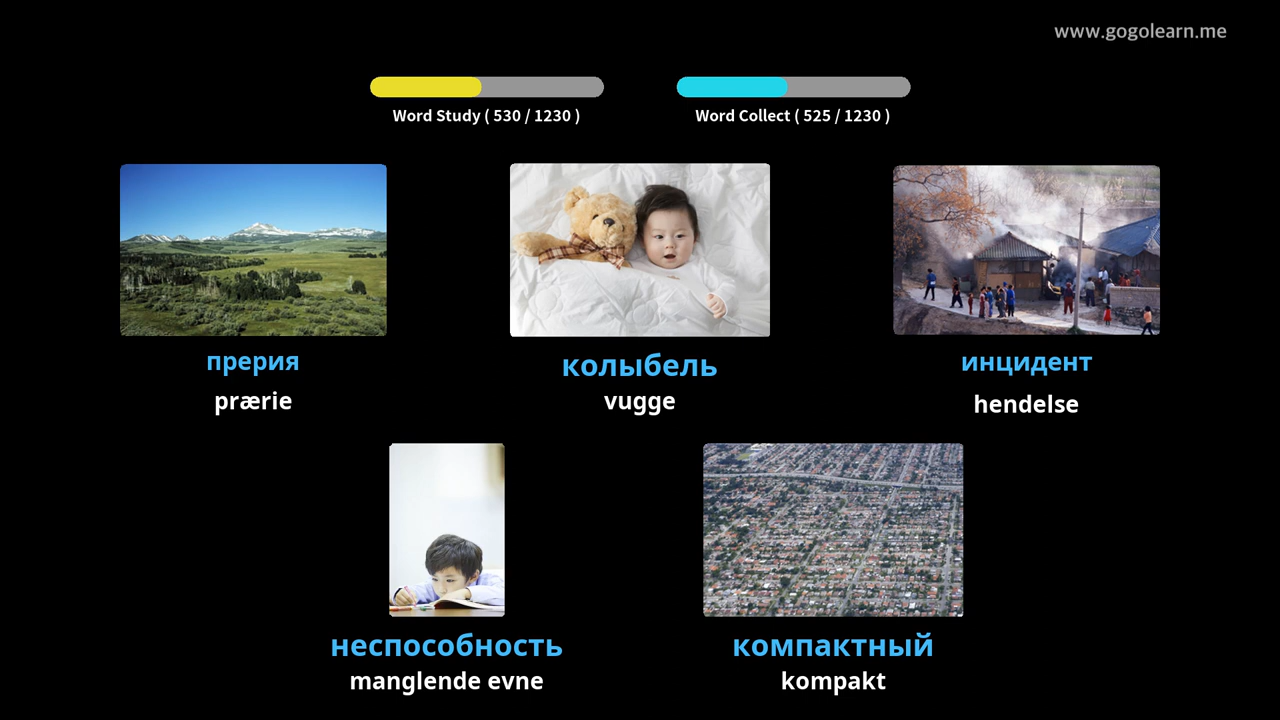 www.gogolearn.me
Word Study ( 530 / 1230 )
Word Collect ( 525 / 1230 )
прерия
prærie
колыбель
vugge
инцидент
hendelse
неспособность
manglende evne
компактный
kompakt